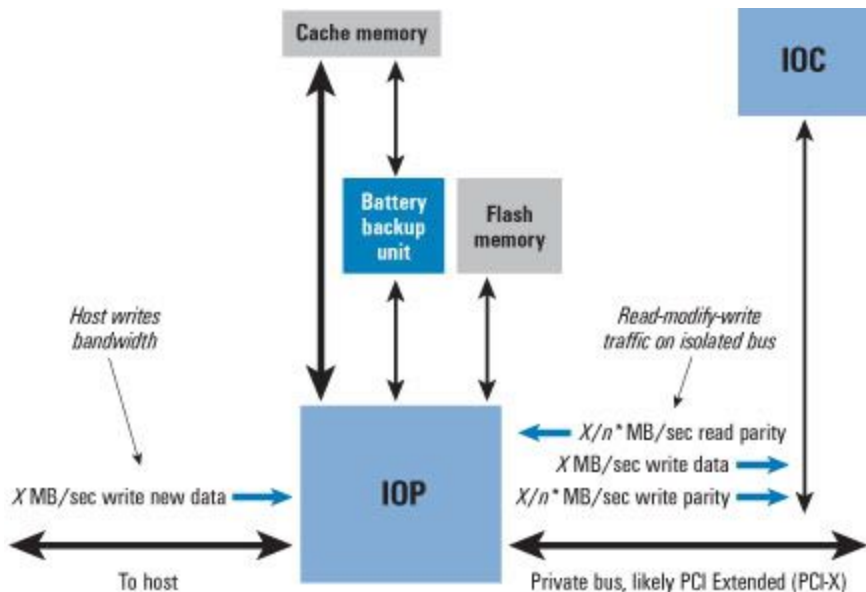 Cache memory
IOC
Battery
backup
unit
Flash
memory
Host writes
bandwidth
Read-modify-write
traffic on isolated bus
X/n* MB/sec read parity
X MB/sec write data
X MB/sec write new data
IOP
X/n* MB/sec write parity
To host
Private bus, likely PCI Extended (PCI-X)